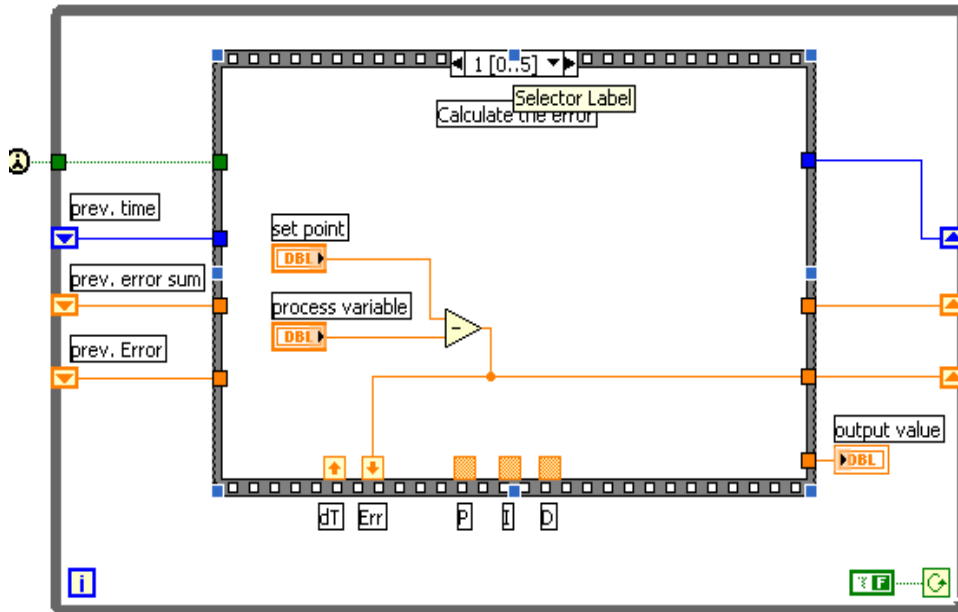 1 [0..5]
Selector Label
Calculate the error
prev. time
set point
DBL
prev. error sum
process variable
DBL
prev. Error
output value
DBL
dT Err P I D
i
F